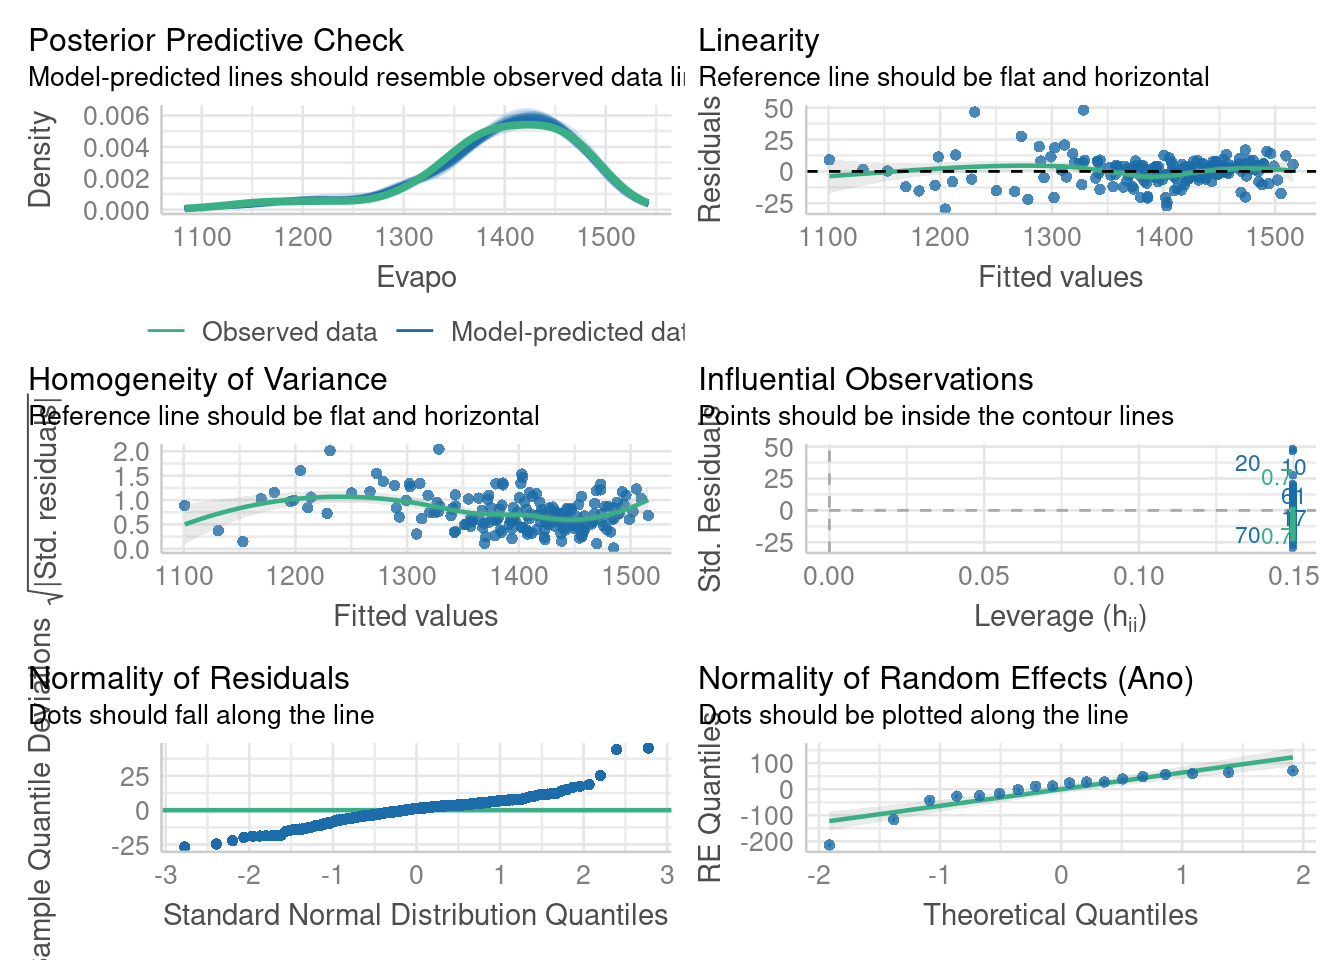 Posterior Predictive Check
Model-predicted lines should resemble observed data
Density
0.006
0.004
0.002
0.000
1100 1200 1300 1400 1500
Evapo
Observed data Model-predicted
Linearity
Reference line should be flat and horizontal
Residuals
50
25
0
-25
1100 1200 1300 1400 1500
Fitted values
Homogeneity of Variance
Reference line should be flat and horizontal
√|Std. residuals|
2.0
1.5
1.0
0.5
0.0
1100 1200 1300 1400 1500
Fitted values
Influential Observations
Points should be inside the contour lines
Std. Residuals
50
25
0
-25
20
10
61
17
70
0.00 0.05 0.10 0.15
Leverage (hii)
Normality of Residuals
Dots should fall along the line
Quantile Deviations
25
0
-25
-3 -2 -1 0 1 2 3
Standard Normal Distribution Quantiles
Normality of Random Effects (Ano)
Dots should be plotted along the line
RE Quantiles
100
0
-100
-200
-2 -1 0 1 2
Theoretical Quantiles